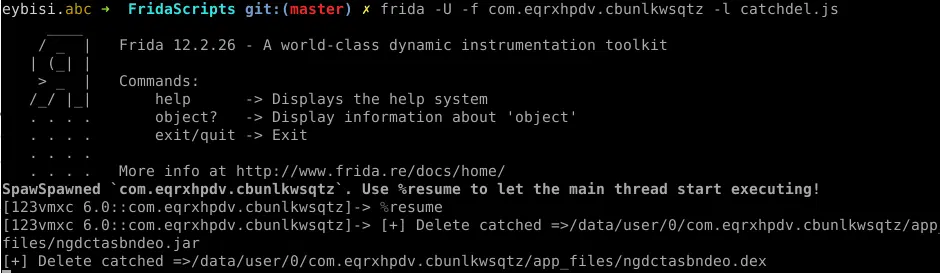 eybisi.abc ➜  FridaScripts git:(master) ✗ frida -U -f com.eqrxhpdv.cbunlkwsqtz -l catchdel.js
     ____
    / _  |   Frida 12.2.26 - A world-class dynamic instrumentation toolkit
   | (_| |
    > _  |   Commands:
   /_/ |_|       help      -> Displays the help system
   . . . .       object?   -> Display information about 'object'
   . . . .       exit/quit -> Exit
   . . . .
   . . . .   More info at http://www.frida.re/docs/home/
SpawSpawned `com.eqrxhpdv.cbunlkwsqtz`. Use %resume to let the main thread start executing!
[123vmxc 6.0::com.eqrxhpdv.cbunlkwsqtz]-> %resume
[123vmxc 6.0::com.eqrxhpdv.cbunlkwsqtz]-> [+] Delete catched =>/data/user/0/com.eqrxhpdv.cbunlkwsqtz/app_
files/ngdctasbndeo.jar
[+] Delete catched =>/data/user/0/com.eqrxhpdv.cbunlkwsqtz/app_files/ngdctasbndeo.dex